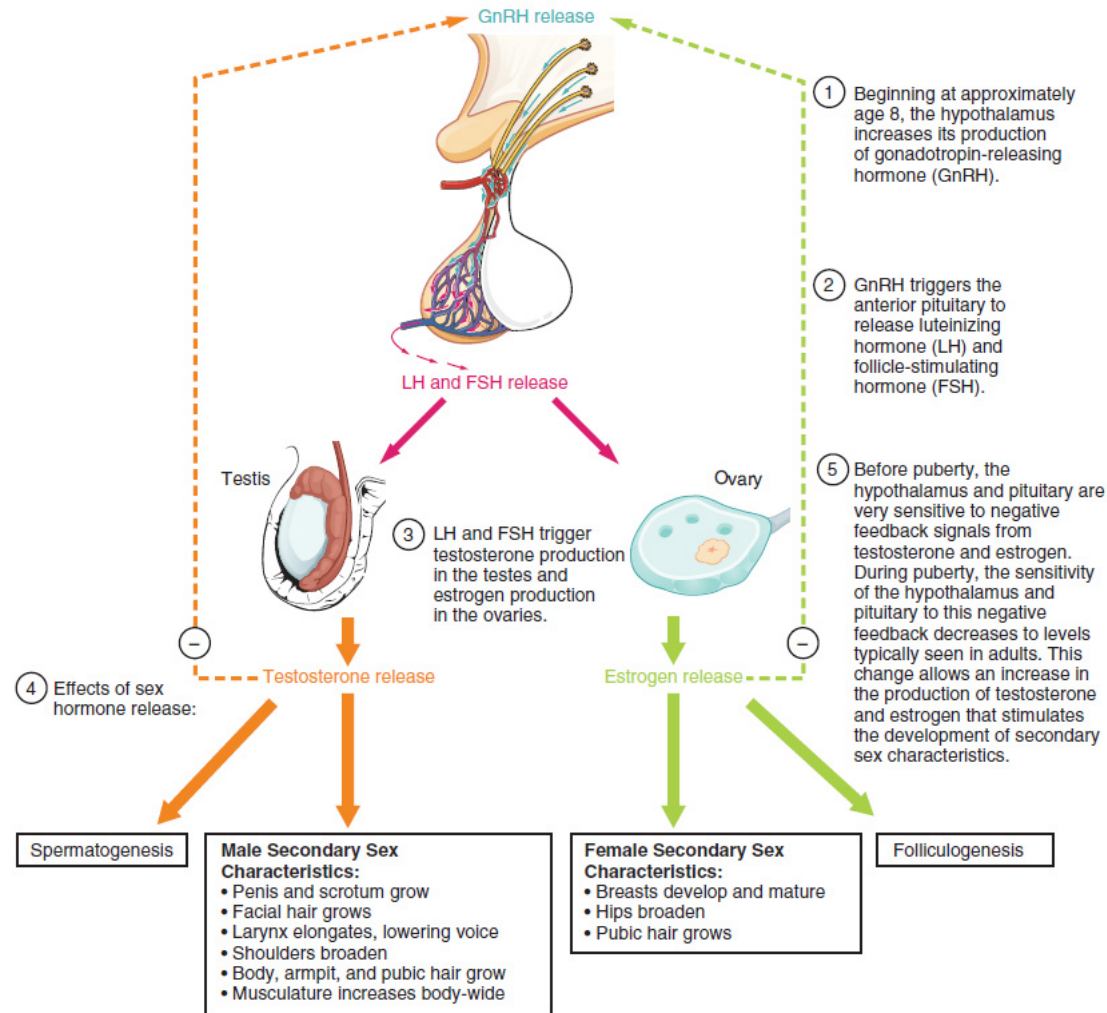 GnRH release
1 Beginning at approximately
age 8, the hypothalamus
increases its production
of gonadotropin-releasing
hormone (GnRH).
2 GnRH triggers the
anterior pituitary to
release luteinizing
hormone (LH) and
follicle-stimulating
hormone (FSH).
LH and FSH release
Testis
Ovary
3 LH and FSH trigger
testosterone production
in the testes and
estrogen production
in the ovaries.
5 Before puberty, the
hypothalamus and pituitary are
very sensitive to negative
feedback signals from
testosterone and estrogen.
During puberty, the sensitivity
of the hypothalamus and
pituitary to this negative
feedback decreases to levels
typically seen in adults. This
change allows an increase in
the production of testosterone
and estrogen that stimulates
the development of secondary
sex characteristics.
–
–
Testosterone release
Estrogen release
4 Effects of sex
hormone release:
Spermatogenesis
Male Secondary Sex
Characteristics:
• Penis and scrotum grow
• Facial hair grows
• Larynx elongates, lowering voice
• Shoulders broaden
• Body, armpit, and pubic hair grow
• Musculature increases body-wide
Female Secondary Sex
Characteristics:
• Breasts develop and mature
• Hips broaden
• Pubic hair grows
Folliculogenesis